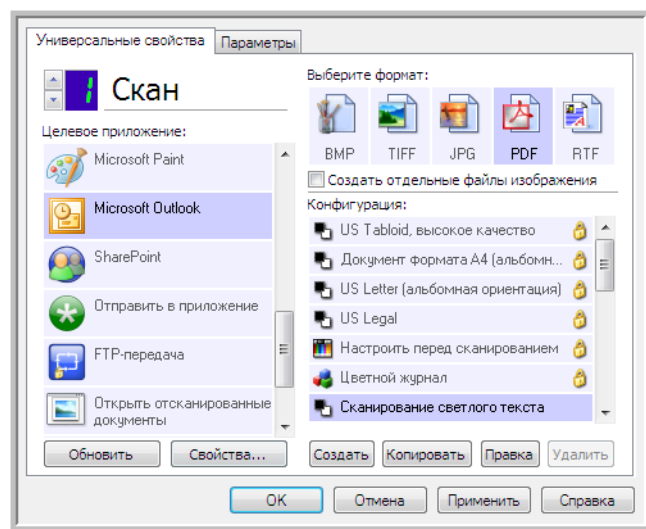 Универсальные свойства
Параметры
1
Скан
Целевое приложение:
Microsoft Paint
Microsoft Outlook
SharePoint
Отправить в приложение
FTP-передача
Открыть отсканированные
документы
Обновить
Свойства...
Выберите формат:
BMP
TIFF
JPG
PDF
RTF
Создать отдельные файлы изображения
Конфигурация:
US Tabloid, высокое качество
Документ формата A4 (альбомн...
US Letter (альбомная ориентация)
US Legal
Настроить перед сканированием
Цветной журнал
Сканирование светлого текста
Создать
Копировать
Правка
Удалить
OK
Отмена
Применить
Справка